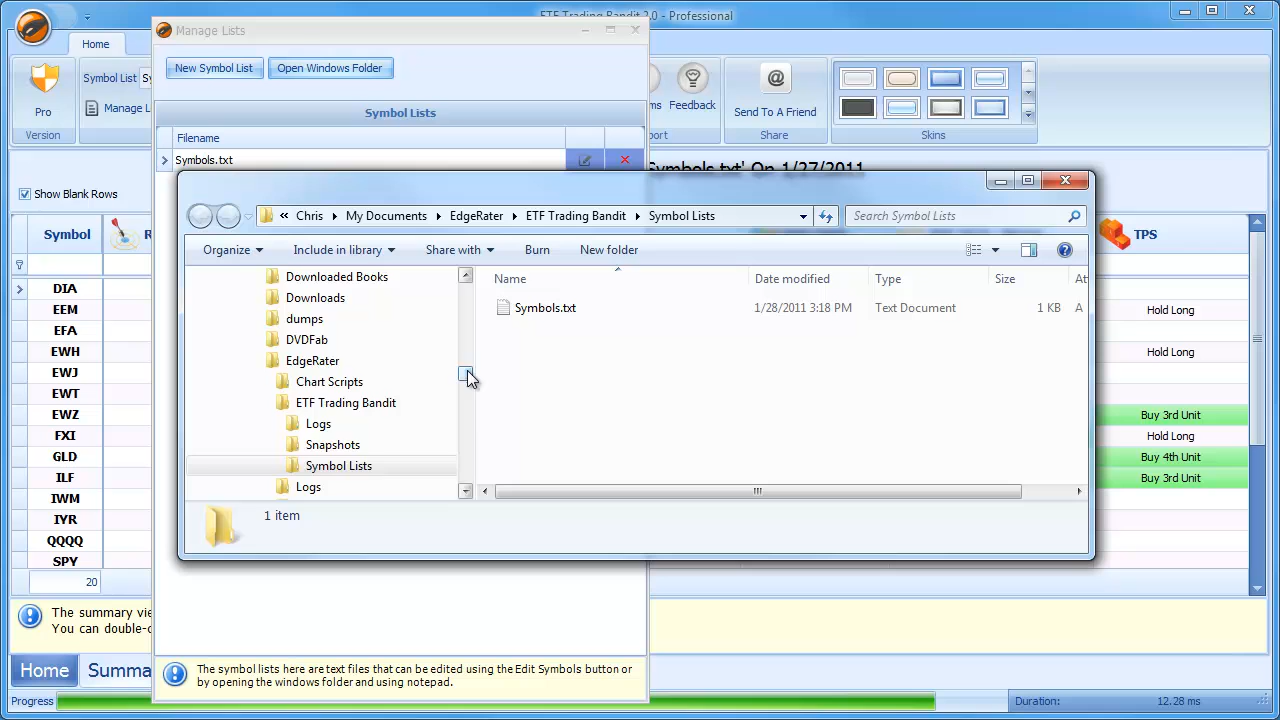 ETF Trading Bandit 2.0 - Professional
Manage Lists
Home
New Symbol List
Open Windows Folder
Pro
Version
Symbol List
Manage L
Feedback
Send To A Friend
Share
Skins
Symbol Lists
Filename
Symbols.txt
Symbols.txt' On 1/27/2011
Show Blank Rows
« Chris My Documents EdgeRater ETF Trading Bandit Symbol Lists
Search Symbol Lists
Organize
Include in library
Share with
Burn
New folder
Symbol
TPS
Downloaded Books
Downloads
dumps
DVDFab
EdgeRater
Chart Scripts
ETF Trading Bandit
Logs
Snapshots
Symbol Lists
Logs
Name
Date modified
Type
Size
At
Symbols.txt
1/28/2011 3:18 PM
Text Document
1 KB
A
1 item
DIA
EEM
EFA
EWH
EWJ
EWT
EWZ
FXI
GLD
ILF
IWM
IYR
QQQQ
SPY
20
Hold Long
Hold Long
Buy 3rd Unit
Hold Long
Buy 4th Unit
Buy 3rd Unit
The summary vie
You can double-c
Home
Summa
The symbol lists here are text files that can be edited using the Edit Symbols button or
by opening the windows folder and using notepad.
Progress
Duration:
12.28 ms